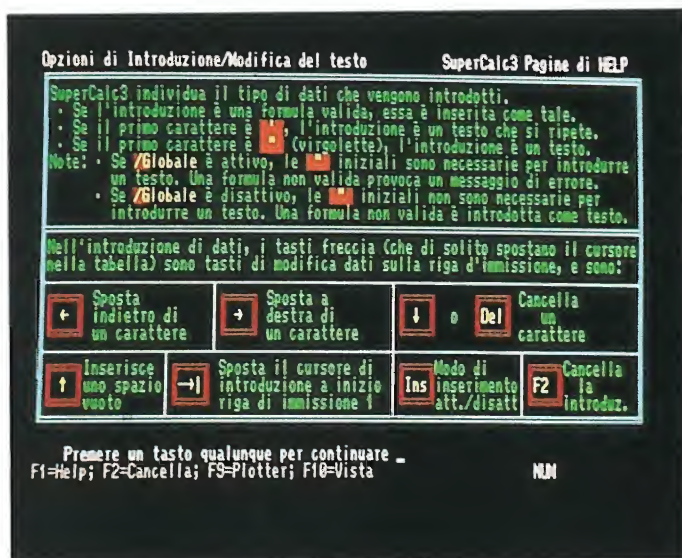 Opzioni di Introduzione/Modifica del testo SuperCalc3 Pagine di HELP
SuperCalc3 individua il tipo di dati che vengono introdotti.
· Se l'introduzione è una formula valida, essa è inserita come tale.
· Se il primo carattere è ', l'introduzione è un testo che si ripete.
· Se il primo carattere è " (virgolette), l'introduzione è un testo.
Note: · Se /Globale è attivo, le " iniziali sono necessarie per introdurre
un testo. Una formula non valida provoca un messaggio di errore.
· Se /Globale è disattivo, le " iniziali non sono necessarie per
introdurre un testo. Una formula non valida è introdotta come testo.
Nell'introduzione di dati, i tasti freccia (che di solito spostano il cursore
nella tabella) sono tasti di modifica dati sulla riga d'immissione, e sono:
← Sposta indietro di un carattere
→ Sposta a destra di un carattere
↓ o Del Cancella un carattere
↑ Inserisce uno spazio vuoto
→| Sposta il cursore di introduzione a inizio riga di immissione 1
Ins Modo di inserimento att./disatt
F2 Cancella la introduz.
Premere un tasto qualunque per continuare _
F1=Help; F2=Cancella; F9=Plotter; F10=Vista NUM